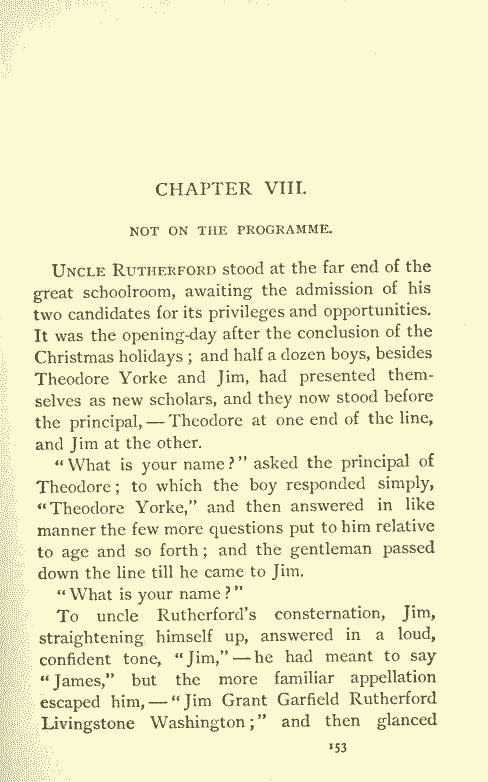 CHAPTER VIII.
NOT ON THE PROGRAMME.
UNCLE RUTHERFORD stood at the far end of the
great schoolroom, awaiting the admission of his
two candidates for its privileges and opportunities.
It was the opening-day after the conclusion of the
Christmas holidays; and half a dozen boys, besides
Theodore Yorke and Jim, had presented them-
selves as new scholars, and they now stood before
the principal, — Theodore at one end of the line,
and Jim at the other.
"What is your name?" asked the principal of
Theodore; to which the boy responded simply,
"Theodore Yorke," and then answered in like
manner the few more questions put to him relative
to age and so forth; and the gentleman passed
down the line till he came to Jim.
"What is your name?"
To uncle Rutherford's consternation, Jim,
straightening himself up, answered in a loud,
confident tone, "Jim," — he had meant to say
"James," but the more familiar appellation
escaped him, — "Jim Grant Garfield Rutherford
Livingstone Washington;" and then glanced
153